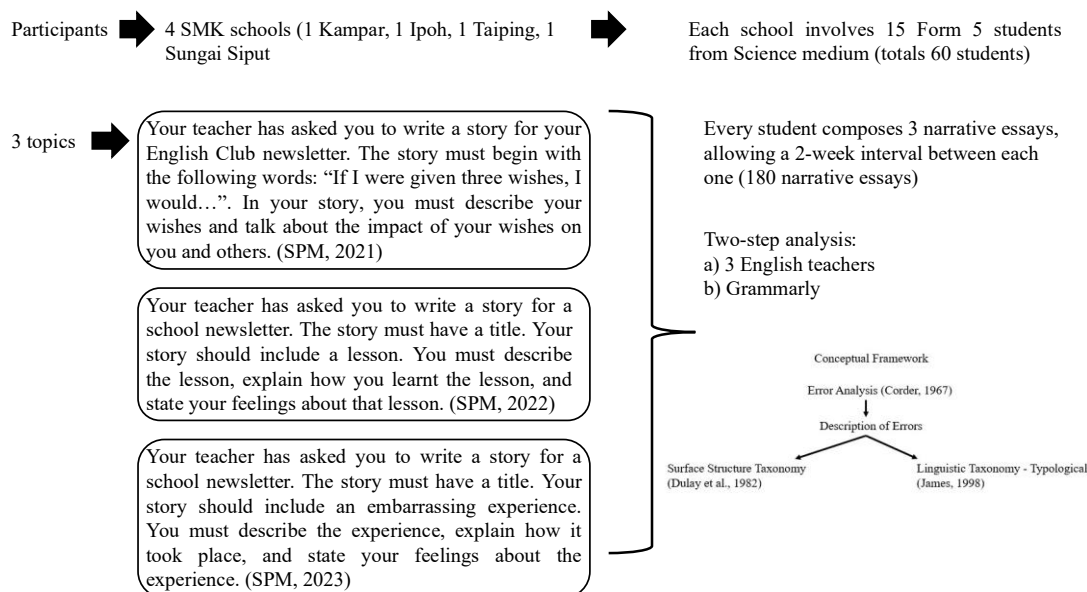 Participants
4 SMK schools (1 Kampar, 1 Ipoh, 1 Taiping, 1
Sungai Siput
Each school involves 15 Form 5 students
from Science medium (totals 60 students)
3 topics
Your teacher has asked you to write a story for your
English Club newsletter. The story must begin with
the following words: “If I were given three wishes, I
would…”. In your story, you must describe your
wishes and talk about the impact of your wishes on
you and others. (SPM, 2021)
Your teacher has asked you to write a story for a
school newsletter. The story must have a title. Your
story should include a lesson. You must describe
the lesson, explain how you learnt the lesson, and
state your feelings about that lesson. (SPM, 2022)
Your teacher has asked you to write a story for a
school newsletter. The story must have a title. Your
story should include an embarrassing experience.
You must describe the experience, explain how it
took place, and state your feelings about the
experience. (SPM, 2023)
Every student composes 3 narrative essays,
allowing a 2-week interval between each
one (180 narrative essays)
Two-step analysis:
a) 3 English teachers
b) Grammarly
Conceptual Framework
Error Analysis (Corder, 1967)
Description of Errors
Surface Structure Taxonomy
(Dulay et al., 1982)
Linguistic Taxonomy - Typological
(James, 1998)